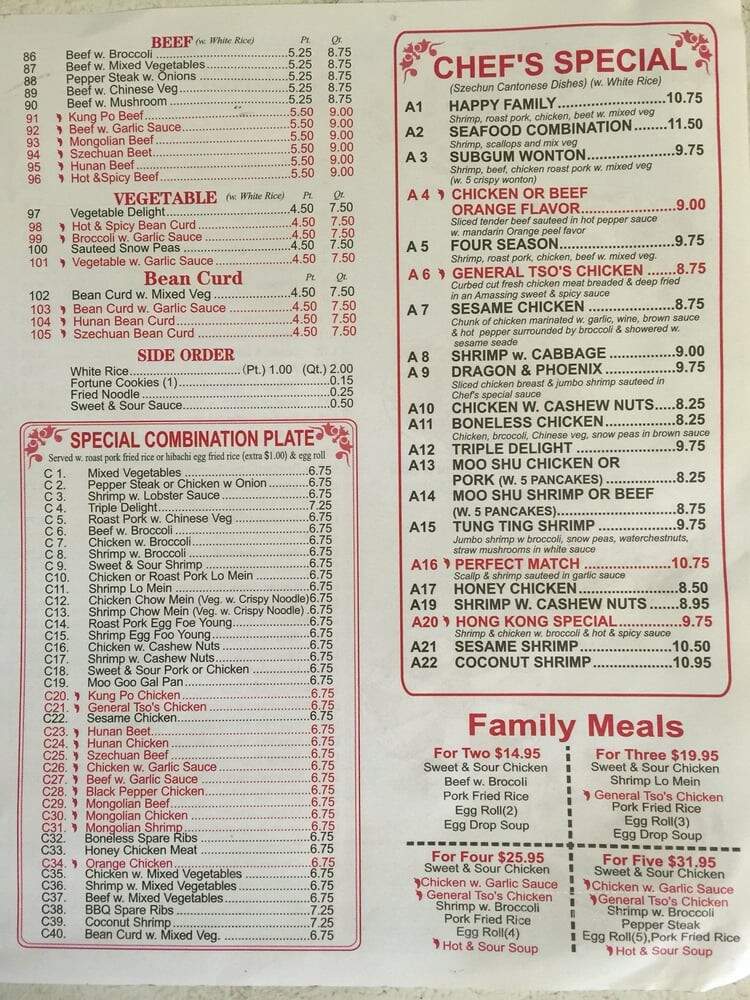 BEEF (w. White Rice) Pt. Qt.
86 Beef w. Broccoli 5.25 8.75
87 Beef w. Mixed Vegetables 5.25 8.75
88 Pepper Steak w. Onions 5.25 8.75
89 Beef w. Chinese Veg 5.25 8.75
90 Beef w. Mushroom 5.25 8.75
91 Kung Po Beef 5.50 9.00
92 Beef w. Garlic Sauce 5.50 9.00
93 Mongolian Beef 5.50 9.00
94 Szechuan Beet 5.50 9.00
95 Hunan Beef 5.50 9.00
96 Hot &Spicy Beef 5.50 9.00
VEGETABLE (w. White Rice) Pt. Qt.
97 Vegetable Delight 4.50 7.50
98 Hot & Spicy Bean Curd 4.50 7.50
99 Broccoli w. Garlic Sauce 4.50 7.50
100 Sauteed Snow Peas 4.50 7.50
101 Vegetable w. Garlic Sauce 4.50 7.50
Bean Curd Pt. Qt.
102 Bean Curd w. Mixed Veg 4.50 7.50
103 Bean Curd w. Garlic Sauce 4.50 7.50
104 Hunan Bean Curd 4.50 7.50
105 Szechuan Bean Curd 4.50 7.50
SIDE ORDER
White Rice (Pt.) 1.00 (Qt.) 2.00
Fortune Cookies (1) 0.15
Fried Noodle 0.25
Sweet & Sour Sauce 0.50
SPECIAL COMBINATION PLATE
Served w. roast pork fried rice or hibachi egg fried rice (extra $1.00) & egg roll
C 1. Mixed Vegetables 6.75
C 2. Pepper Steak or Chicken w Onion 6.75
C 3. Shrimp w. Lobster Sauce 6.75
C 4. Triple Delight 7.25
C 5. Roast Pork w. Chinese Veg 6.75
C 6. Beef w. Broccoli 6.75
C 7. Chicken w. Broccoli 6.75
C 8. Shrimp w. Broccoli 6.75
C 9. Sweet & Sour Shrimp 6.75
C10. Chicken or Roast Pork Lo Mein 6.75
C11. Shrimp Lo Mein 6.75
C12. Chicken Chow Mein (Veg. w. Crispy Noodle) 6.75
C13. Shrimp Chow Mein (Veg. w. Crispy Noodle) 6.75
C14. Roast Pork Egg Foe Young 6.75
C15. Shrimp Egg Foo Young 6.75
C16. Chicken w. Cashew Nuts 6.75
C17. Shrimp w. Cashew Nuts 6.75
C18. Sweet & Sour Pork or Chicken 6.75
C19. Moo Goo Gal Pan 6.75
C20. Kung Po Chicken 6.75
C21. General Tso's Chicken 6.75
C22. Sesame Chicken 6.75
C23. Hunan Beet 6.75
C24. Hunan Chicken 6.75
C25. Szechuan Beef 6.75
C26. Chicken w. Garlic Sauce 6.75
C27. Beef w. Garlic Sauce 6.75
C28. Black Pepper Chicken 6.75
C29. Mongolian Beef 6.75
C30. Mongolian Chicken 6.75
C31. Mongolian Shrimp 6.75
C32. Boneless Spare Ribs 7.75
C33. Honey Chicken Meat 6.75
C34. Orange Chicken 6.75
C35. Chicken w. Mixed Vegetables 6.75
C36. Shrimp w. Mixed Vegetables 6.75
C37. Beef w. Mixed Vegetables 6.75
C38. BBQ Spare Ribs 7.25
C39. Coconut Shrimp 7.25
C40. Bean Curd w. Mixed Veg. 6.75
CHEF'S SPECIAL
(Szechun Cantonese Dishes) (w. White Rice)
A1 HAPPY FAMILY 10.75
Shrimp, roast pork, chicken, beet w. mixed veg
A2 SEAFOOD COMBINATION 11.50
Shrimp, scallops and mix veg
A 3 SUBGUM WONTON 9.75
Shrimp, beef, chicken roast pork w. mixed veg
(w. 5 crispy wonton)
A 4 CHICKEN OR BEEF
ORANGE FLAVOR 9.00
Sliced tender beef sauteed in hot pepper sauce
w. mandarin Orange peel favor
A 5 FOUR SEASON 9.75
Shrimp, roast pork, chicken, beef w. mixed veg.
A 6 GENERAL TSO'S CHICKEN 8.75
Curbed cut fresh chicken meat breaded & deep fried
in an Amassing sweet & spicy sauce
A 7 SESAME CHICKEN 8.75
Chunk of chicken marinated w. garlic, wine, brown sauce
& hot pepper surrounded by broccoli & showered w.
sesame seade
A 8 SHRIMP w. CABBAGE 9.00
A 9 DRAGON & PHOENIX 9.75
Sliced chicken breast & jumbo shrimp sauteed in
Chef's special sauce
A10 CHICKEN W. CASHEW NUTS 8.25
A11 BONELESS CHICKEN 8.25
Chicken, brcocoli, Chinese veg, snow peas in brown sauce
A12 TRIPLE DELIGHT 9.75
A13 MOO SHU CHICKEN OR
PORK (W. 5 PANCAKES) 8.25
A14 MOO SHU SHRIMP OR BEEF
(W. 5 PANCAKES) 8.75
A15 TUNG TING SHRIMP 9.75
Jumbo shrimp w broccoli, snow peas, waterchestnuts,
straw mushrooms in white sauce
A16 PERFECT MATCH 10.75
Scallp & shrimp sauteed in garlic sauce
A17 HONEY CHICKEN 8.50
A19 SHRIMP W. CASHEW NUTS 8.95
A20 HONG KONG SPECIAL 9.75
Shrimp & chicken w. broccoli & hot & spicy sauce
A21 SESAME SHRIMP 10.50
A22 COCONUT SHRIMP 10.95
Family Meals
For Two $14.95
Sweet & Sour Chicken
Beef w. Brocoli
Pork Fried Rice
Egg Roll(2)
Egg Drop Soup
For Three $19.95
Sweet & Sour Chicken
Shrimp Lo Mein
General Tso's Chicken
Pork Fried Rice
Egg Roll(3)
Egg Drop Soup
For Four $25.95
Sweet & Sour Chicken
Chicken w. Garlic Sauce
General Tso's Chicken
Shrimp w. Broccoli
Pork Fried Rice
Egg Roll(4)
Hot & Sour Soup
For Five $31.95
Sweet & Sour Chicken
Chicken w. Garlic Sauce
General Tso's Chicken
Shrimp w. Broccoli
Pepper Steak
Egg Roll(5),Pork Fried Rice
Hot & Sour Soup